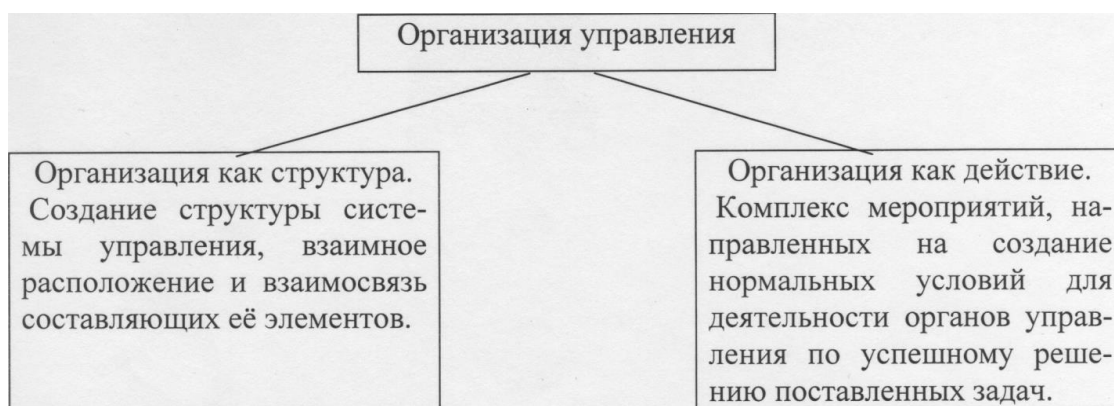 Организация управления
Организация как структура.
Создание структуры систе-
мы управления, взаимное
расположение и взаимосвязь
составляющих её элементов.
Организация как действие.
Комплекс мероприятий, на-
правленных на создание
нормальных условий для
деятельности органов управ-
ления по успешному реше-
нию поставленных задач.